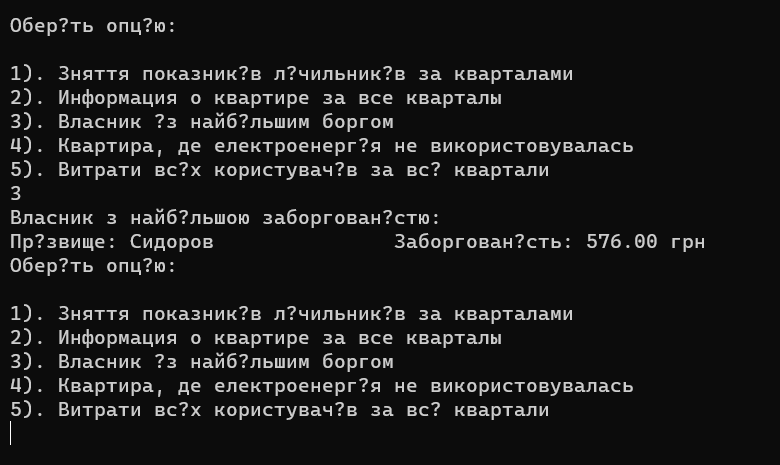 Обер?ть опц?ю:
1). Зняття показник?в л?чильник?в за кварталами
2). Информация о квартире за все кварталы
3). Власник ?з найб?льшим боргом
4). Квартира, де електроенерг?я не використовувалась
5). Витрати вс?х користувач?в за вс? квартали
3
Власник з найб?льшою заборгован?стю:
Пр?звище: Сидоров               Заборгован?сть: 576.00 грн
Обер?ть опц?ю:
1). Зняття показник?в л?чильник?в за кварталами
2). Информация о квартире за все кварталы
3). Власник ?з найб?льшим боргом
4). Квартира, де електроенерг?я не використовувалась
5). Витрати вс?х користувач?в за вс? квартали